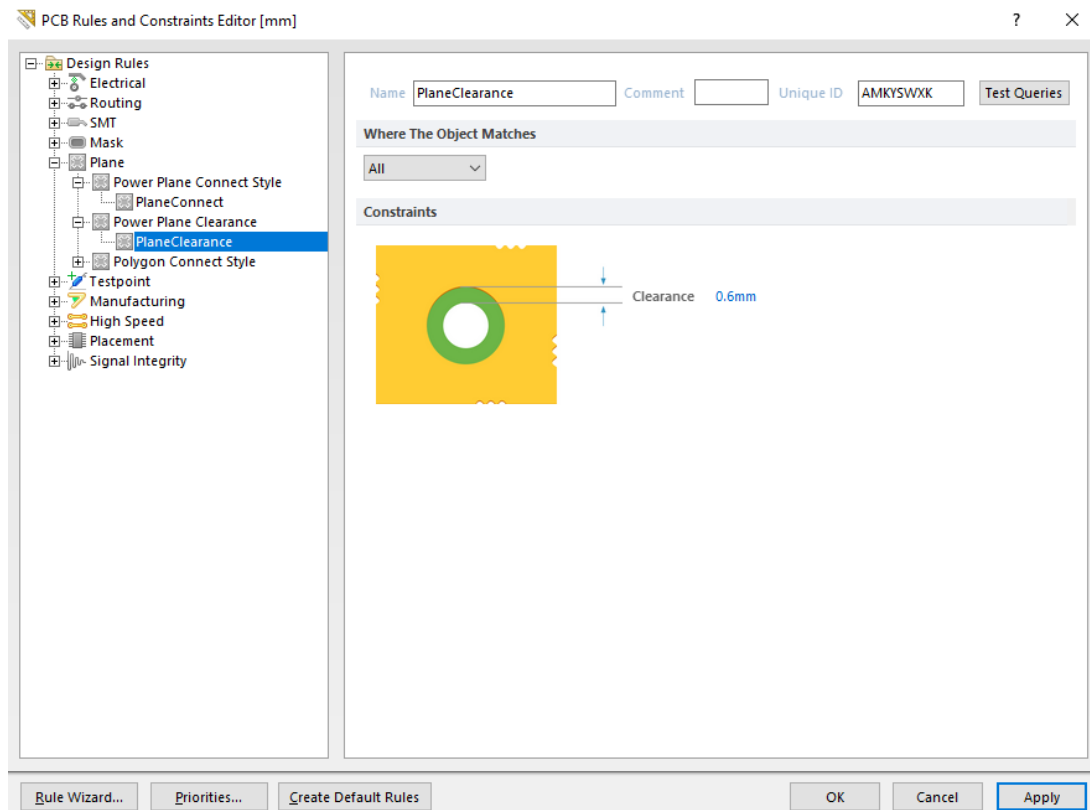 PCB Rules and Constraints Editor [mm]
?
Design Rules
Electrical
Routing
SMT
Mask
Plane
Power Plane Connect Style
PlaneConnect
Power Plane Clearance
PlaneClearance
Polygon Connect Style
Testpoint
Manufacturing
High Speed
Placement
Signal Integrity
Name PlaneClearance Comment Unique ID AMKYSWXK Test Queries
Where The Object Matches
All
Constraints
Clearance 0.6mm
Rule Wizard... Priorities... Create Default Rules OK Cancel Apply